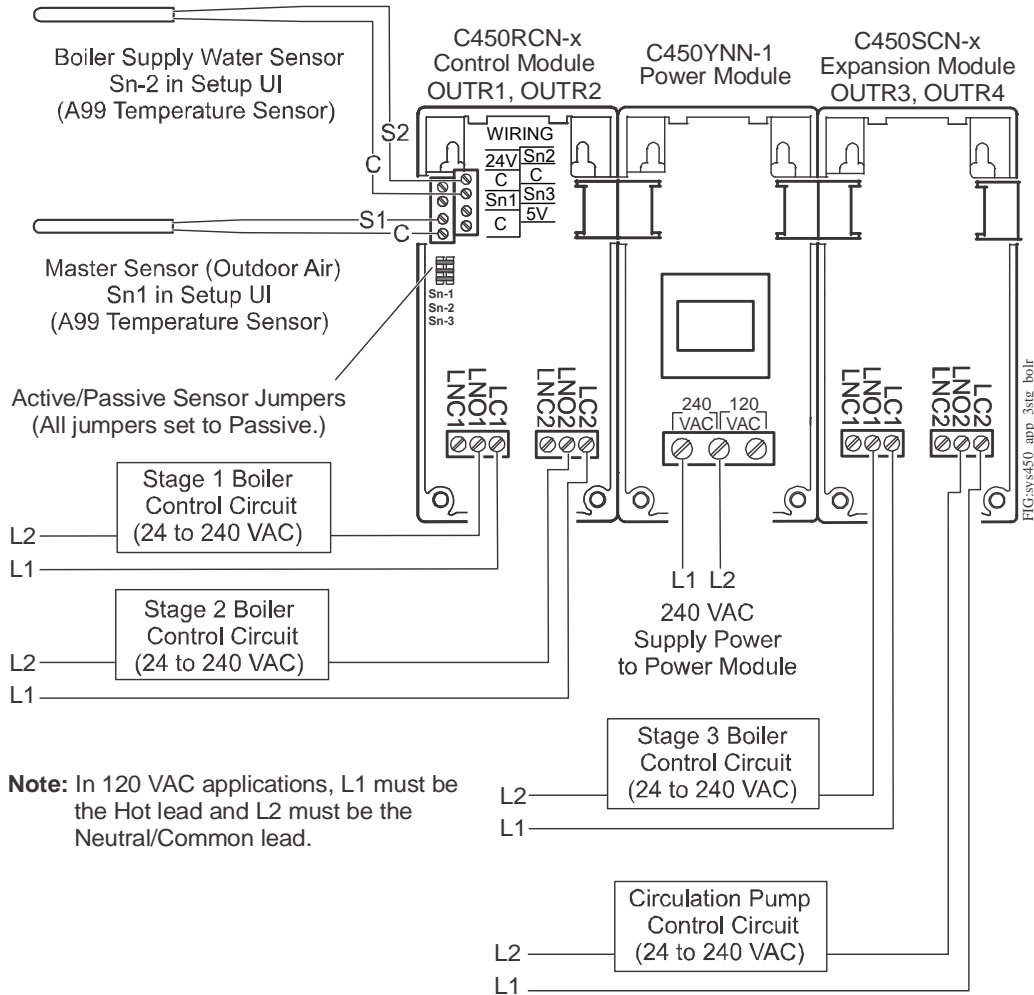 C450RCN-x
Control Module
OUTR1, OUTR2
C450YNN-1
Power Module
C450SCN-x
Expansion Module
OUTR3, OUTR4
Boiler Supply Water Sensor
Sn-2 in Setup UI
(A99 Temperature Sensor)
S2
C
WIRING
24V Sn2
C C
Sn1 Sn3
C 5V
S1
C
Master Sensor (Outdoor Air)
Sn1 in Setup UI
(A99 Temperature Sensor)
Sn-1
Sn-2
Sn-3
Active/Passive Sensor Jumpers
(All jumpers set to Passive.)
LNC1
LNO1
LC1
LNC2
LNO2
LC2
240 VAC
120 VAC
LNC1
LNO1
LC1
LNC2
LNO2
LC2
FIG:sys450_app_3stg_bolr
Stage 1 Boiler
Control Circuit
(24 to 240 VAC)
L2
L1
Stage 2 Boiler
Control Circuit
(24 to 240 VAC)
L2
L1
L1 L2
240 VAC
Supply Power
to Power Module
Stage 3 Boiler
Control Circuit
(24 to 240 VAC)
L2
L1
Note: In 120 VAC applications, L1 must be
the Hot lead and L2 must be the
Neutral/Common lead.
Circulation Pump
Control Circuit
(24 to 240 VAC)
L2
L1